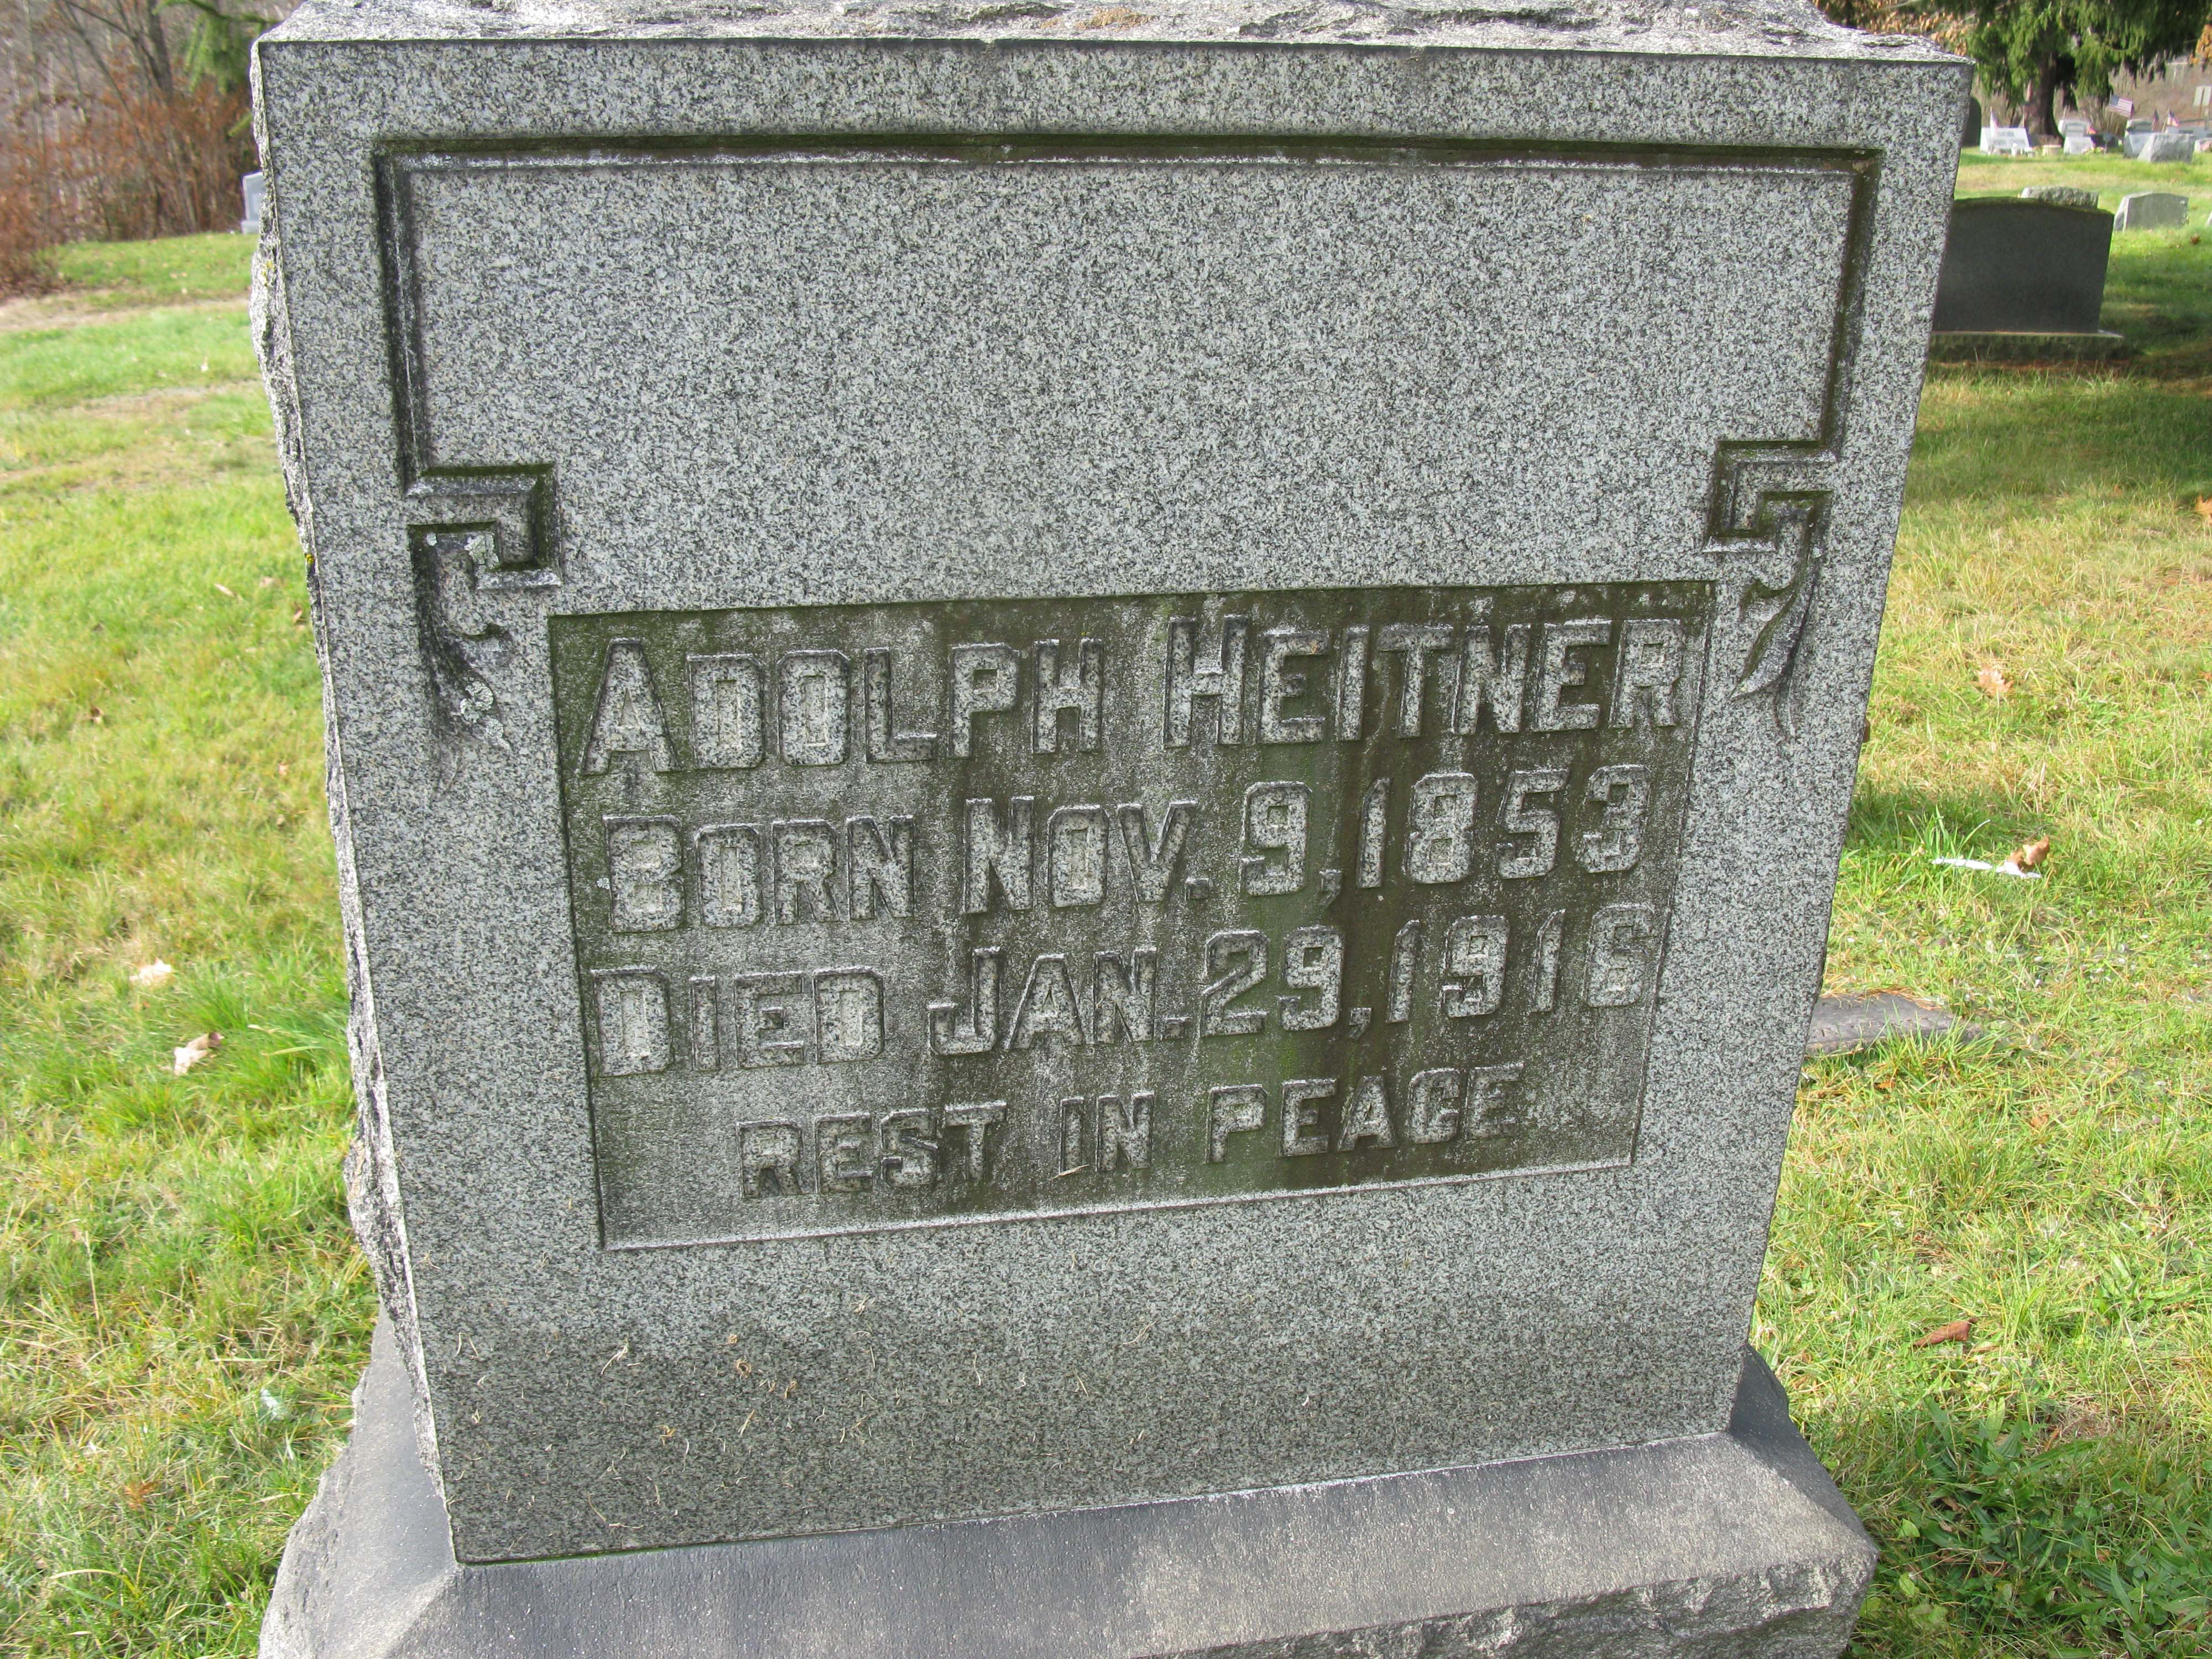 ADOLPH HEITNER
BORN NOV. 9, 1853
DIED JAN. 29, 1916
REST IN PEACE